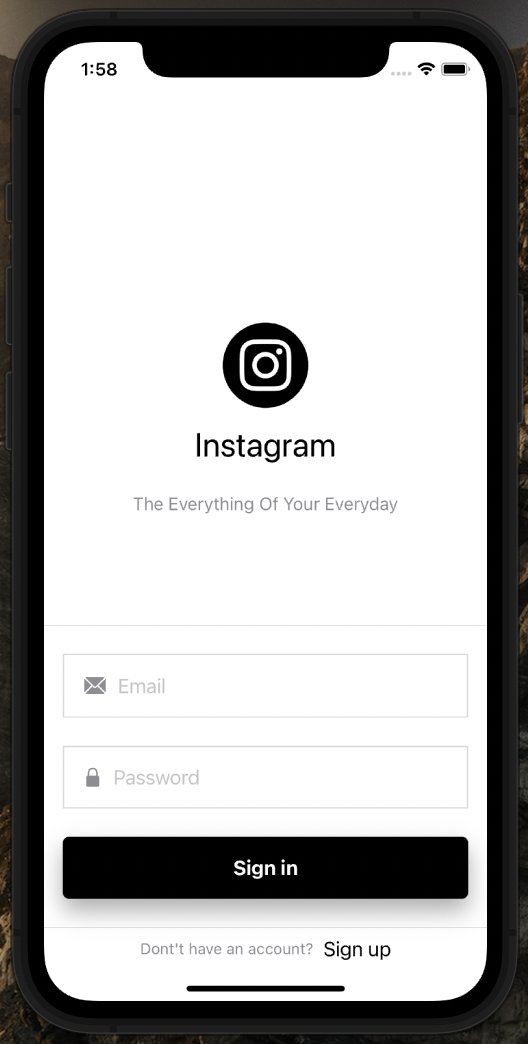 1:58
Instagram
The Everything Of Your Everyday
Email
Password
Sign in
Don't have an account? Sign up